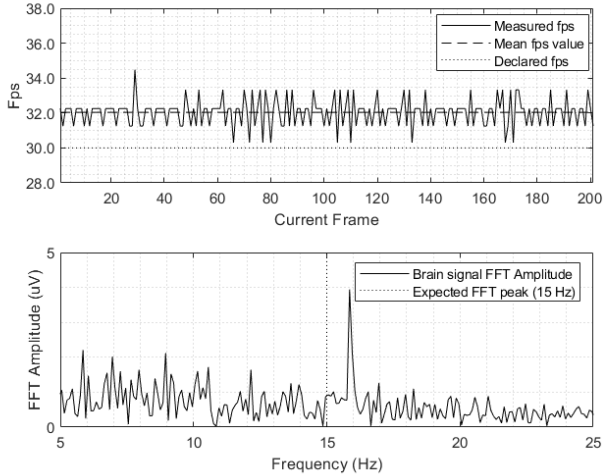 38.0
36.0
34.0
32.0
30.0
28.0
Fps
Measured fps
Mean fps value
Declared fps
20 40 60 80 100 120 140 160 180 200
Current Frame
5
0
FFT Amplitude (uV)
Brain signal FFT Amplitude
Expected FFT peak (15 Hz)
5 10 15 20 25
Frequency (Hz)